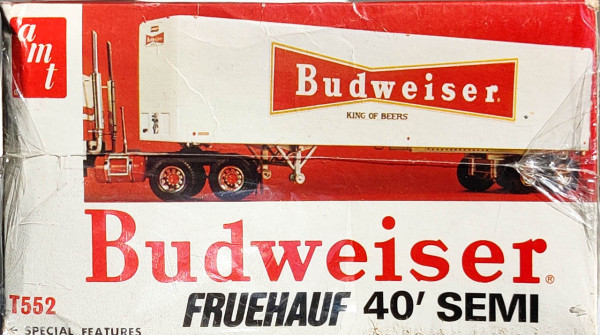 amt
Budweiser®
KING OF BEERS
Budweiser®
T552
FRUEHAUF 40' SEMI
SPECIAL FEATURES